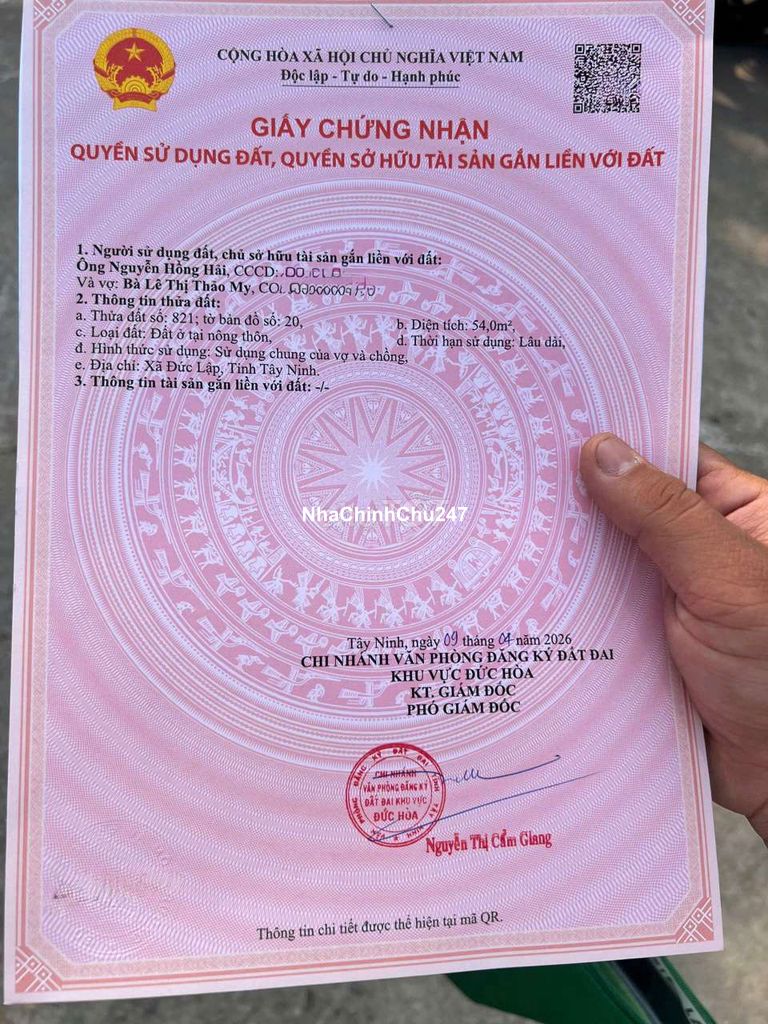 CỘNG HÒA XÃ HỘI CHỦ NGHĨA VIỆT NAM
Độc lập - Tự do - Hạnh phúc
GIẤY CHỨNG NHẬN
QUYỀN SỬ DỤNG ĐẤT, QUYỀN SỞ HỮU TÀI SẢN GẮN LIỀN VỚI ĐẤT
1. Người sử dụng đất, chủ sở hữu tài sản gắn liền với đất:
Ông Nguyễn Hồng Hải, CCCD:
Và vợ: Bà Lê Thị Thảo My,
2. Thông tin thửa đất:
a. Thửa đất số: 821; tờ bản đồ số: 20, b. Diện tích: 54,0m²,
c. Loại đất: Đất ở tại nông thôn, d. Thời hạn sử dụng: Lâu dài,
đ. Hình thức sử dụng: Sử dụng chung của vợ và chồng,
e. Địa chỉ: Xã Đức Lập, Tỉnh Tây Ninh.
3. Thông tin tài sản gắn liền với đất: -/-
NhaChinhChu247
Tây Ninh, ngày 09 tháng 04 năm 2026
CHI NHÁNH VĂN PHÒNG ĐĂNG KÝ ĐẤT ĐAI
KHU VỰC ĐỨC HÒA
KT. GIÁM ĐỐC
PHÓ GIÁM ĐỐC
CHI NHÁNH
VĂN PHÒNG ĐĂNG KÝ
ĐẤT ĐAI KHU VỰC
ĐỨC HÒA
Nguyễn Thị Cẩm Giang
Thông tin chi tiết được thể hiện tại mã QR.